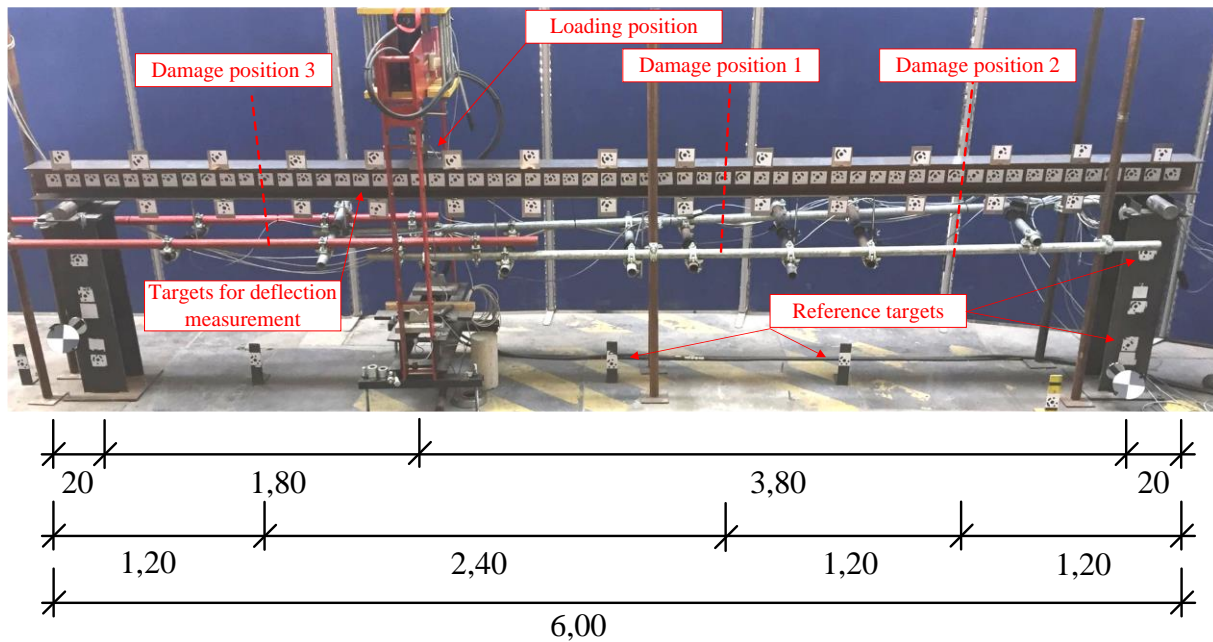 Loading position
Damage position 3
Damage position 1
Damage position 2
Targets for deflection
measurement
Reference targets
20
1,80
3,80
20
1,20
2,40
1,20
1,20
6,00